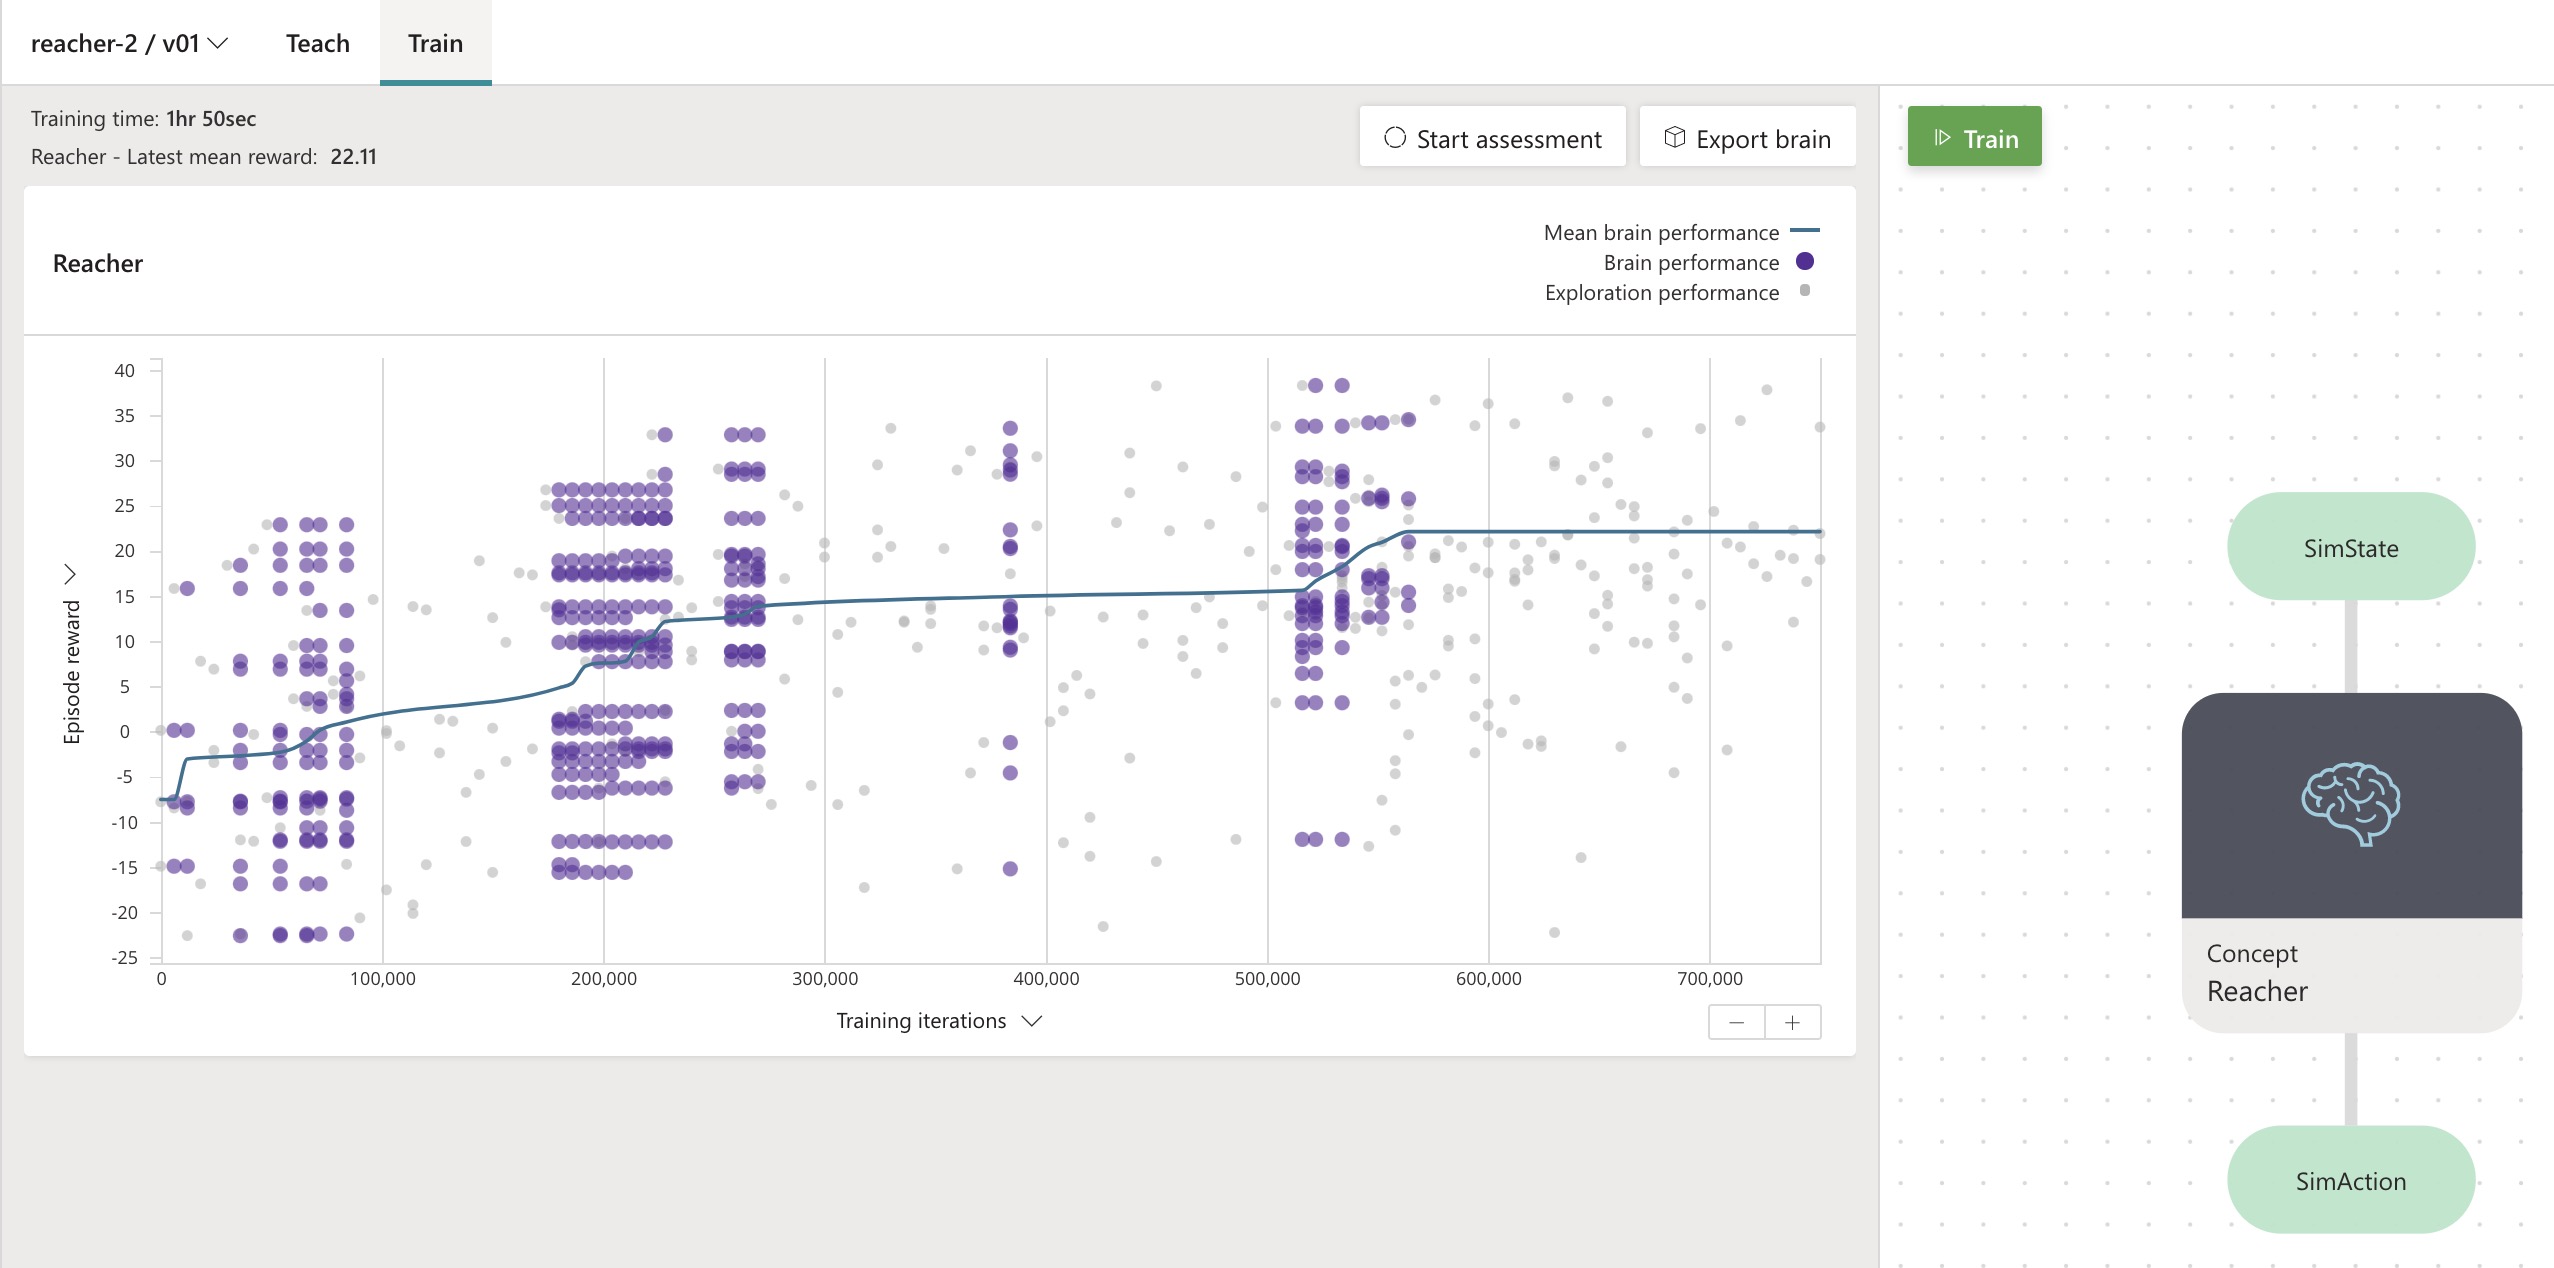 reacher-2 / v01
Teach
Train
Training time: 1hr 50sec
Reacher - Latest mean reward: 22.11
Start assessment
Export brain
Train
Reacher
Mean brain performance
Brain performance
Exploration performance
Episode reward
40
35
30
25
20
15
10
5
0
-5
-10
-15
-20
-25
0
100,000
200,000
300,000
400,000
500,000
600,000
700,000
Training iterations
SimState
Concept
Reacher
SimAction